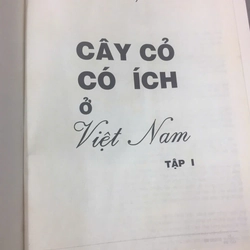 CÂY CỎ
CÓ ÍCH
Ở
Việt Nam
TẬP I